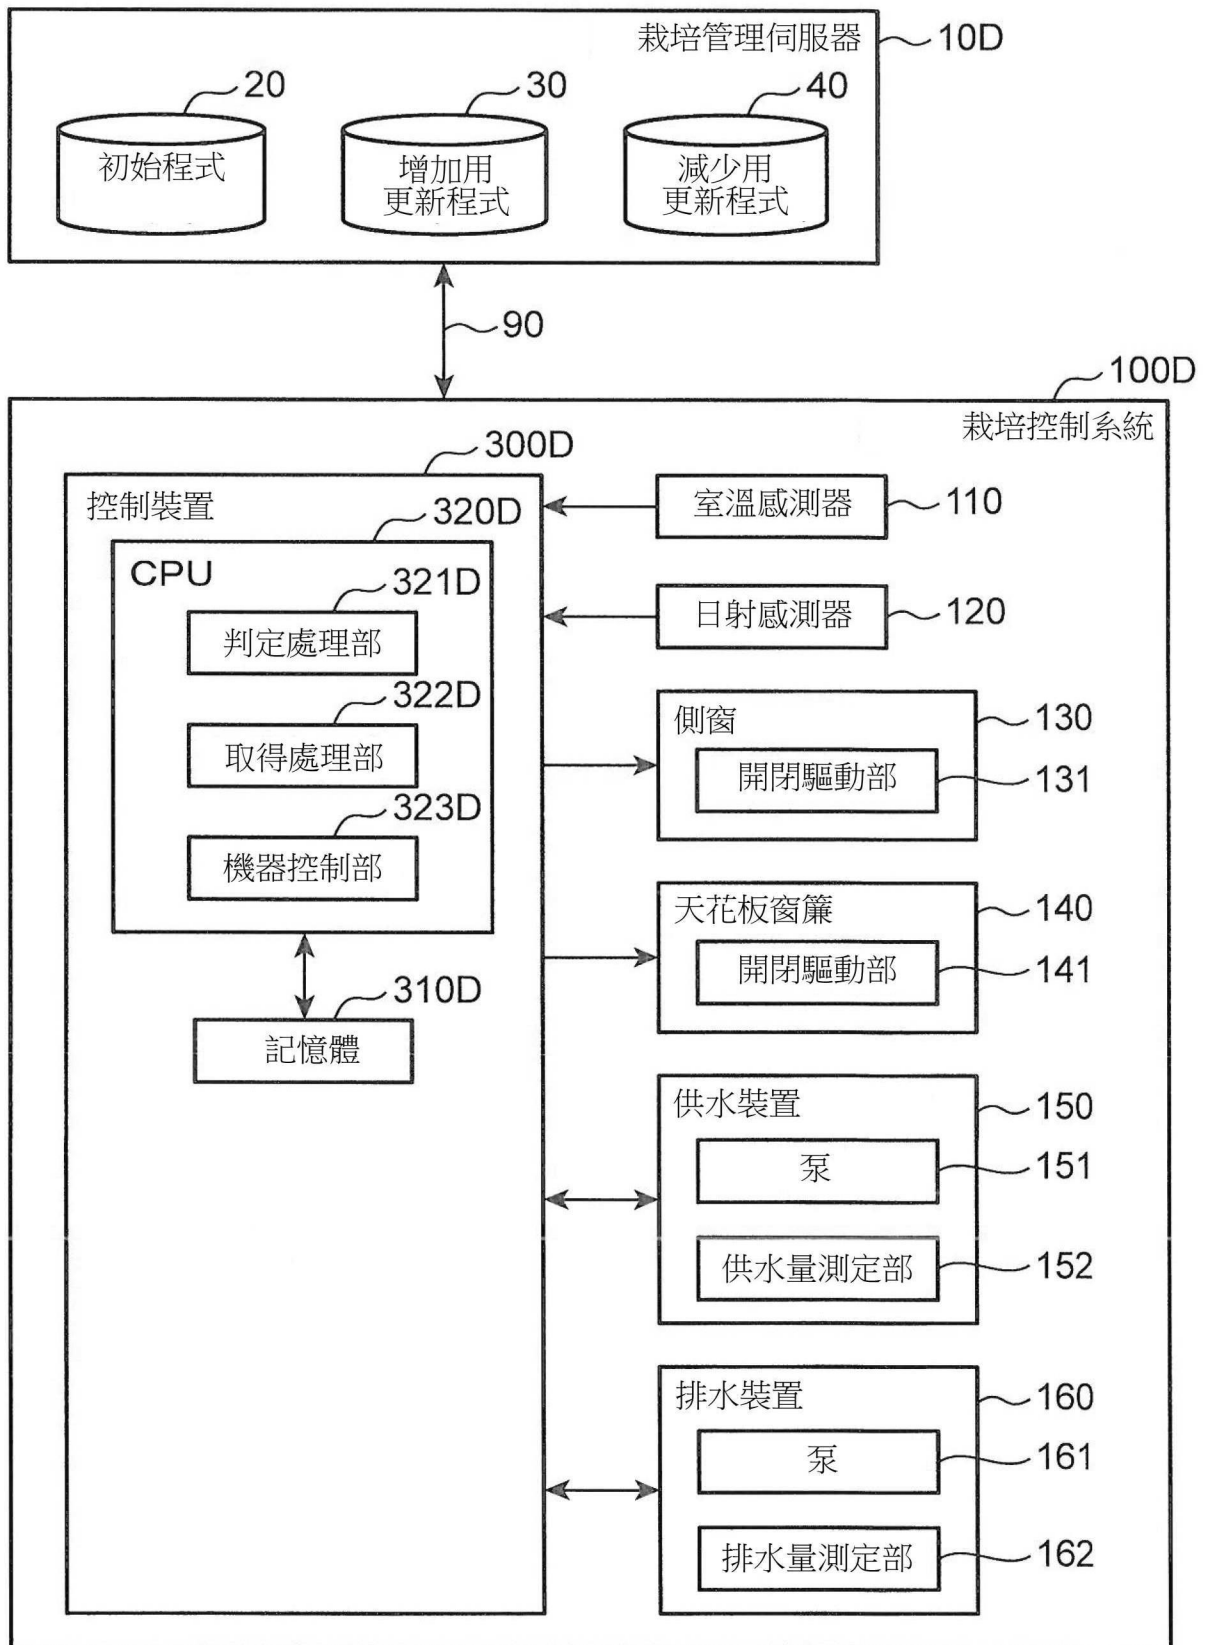 栽培管理伺服器
10D
20
30
40
初始程式
增加用
更新程式
減少用
更新程式
90
100D
栽培控制系統
300D
控制裝置
320D
CPU
321D
判定處理部
322D
取得處理部
323D
機器控制部
310D
記憶體
室溫感測器
110
日射感測器
120
側窗
130
開閉驅動部
131
天花板窗簾
140
開閉驅動部
141
供水裝置
150
泵
151
供水量測定部
152
排水裝置
160
泵
161
排水量測定部
162